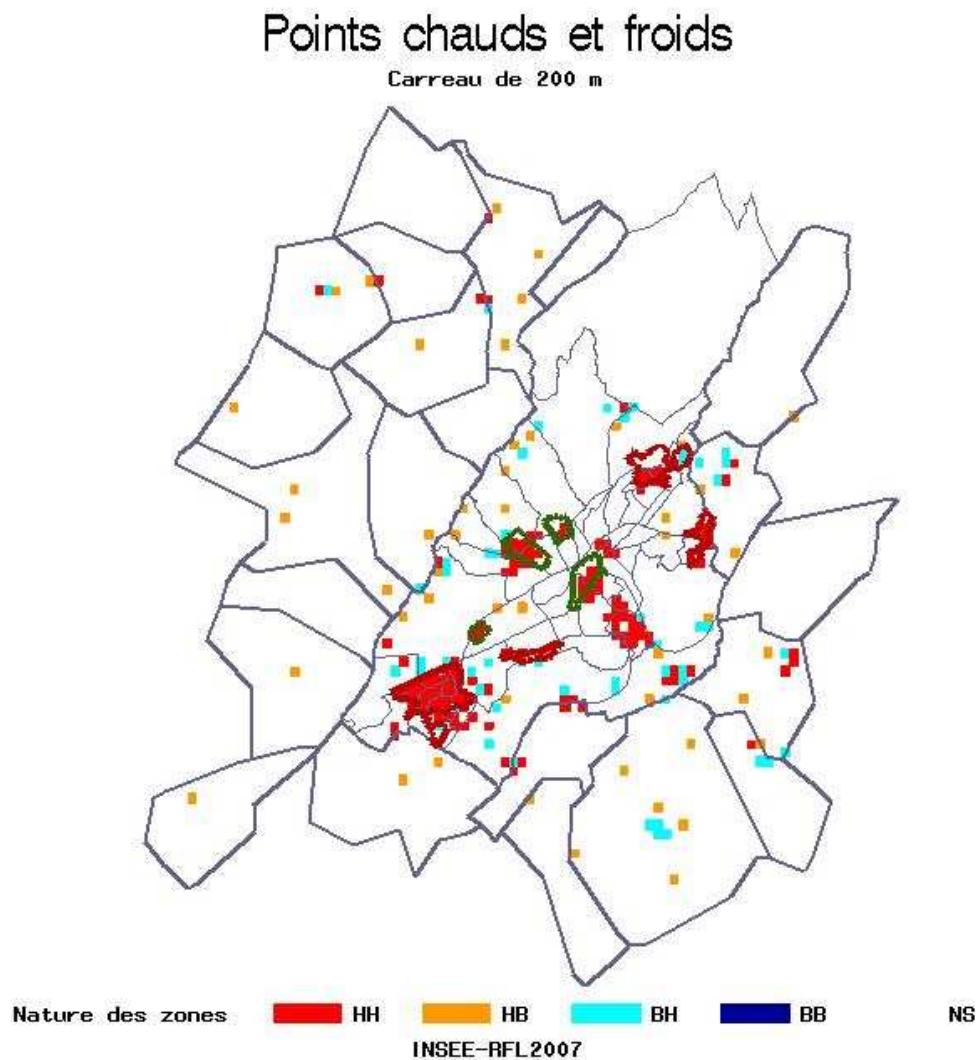 Points chauds et froids
Carreau de 200 m
Nature des zones HH HB BH BB NS
INSEE-RFL2007